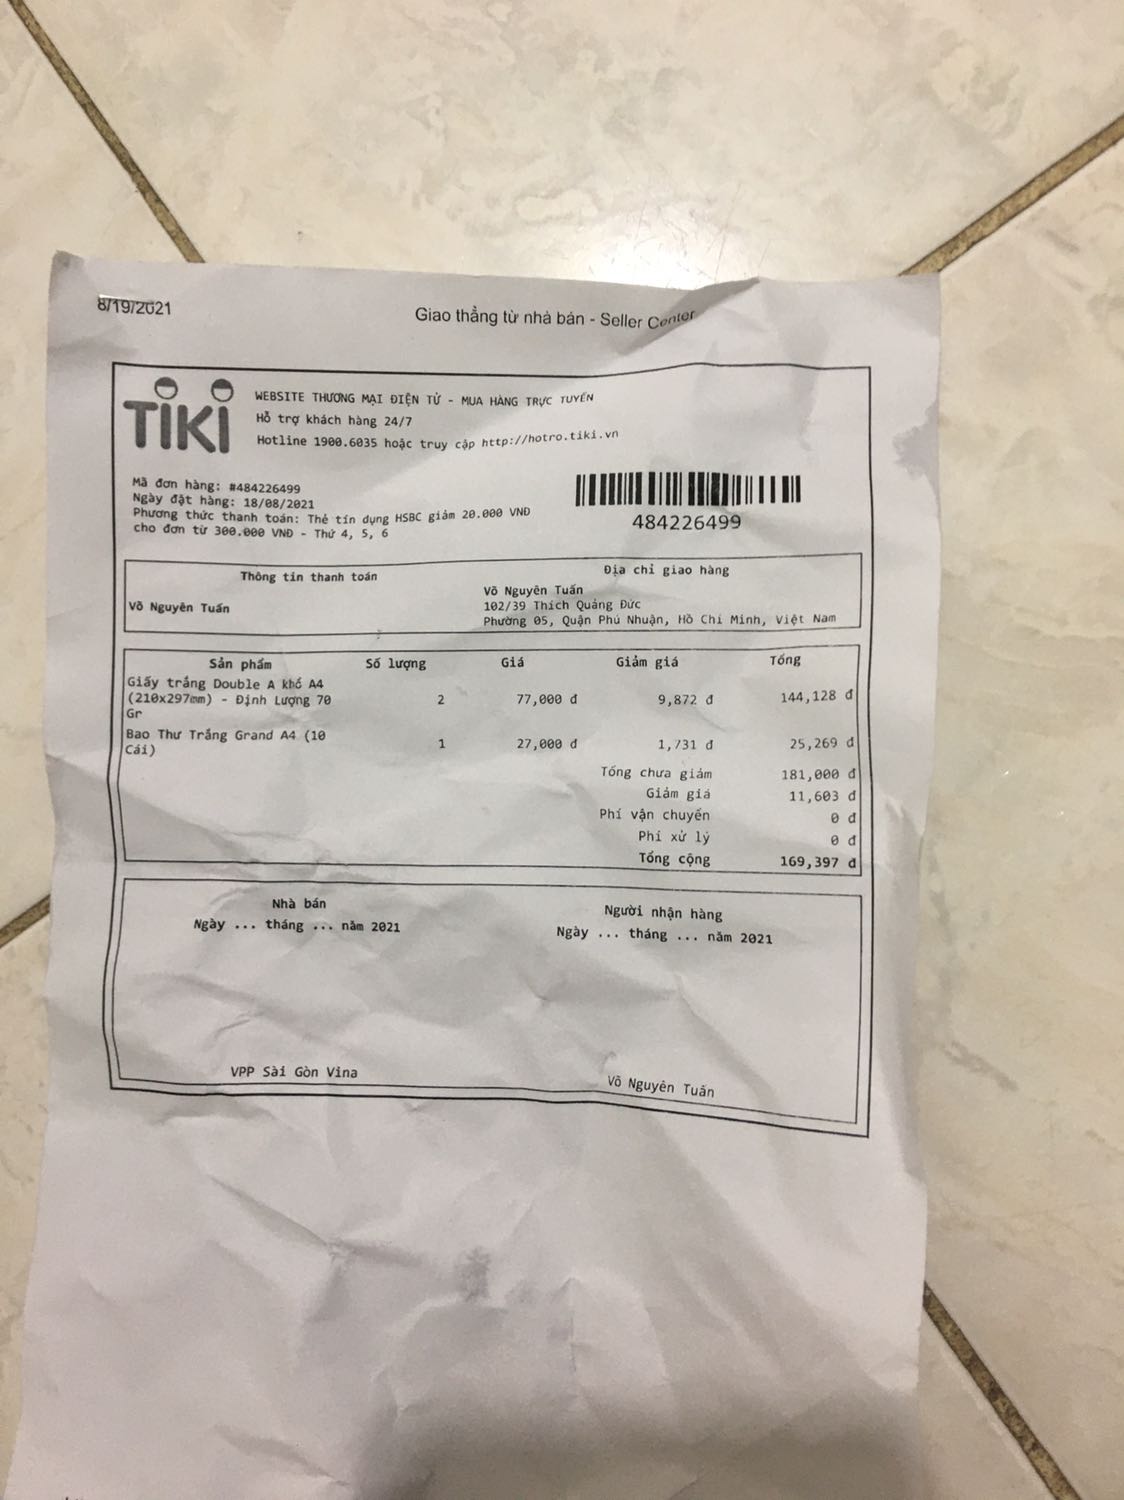 8/19/2021
Giao thẳng từ nhà bán - Seller Center
TIKI
WEBSITE THƯƠNG MẠI ĐIỆN TỬ - MUA HÀNG TRỰC TUYẾN
Hỗ trợ khách hàng 24/7
Hotline 1900.6035 hoặc truy cập http://hotro.tiki.vn
Mã đơn hàng: #484226499
Ngày đặt hàng: 18/08/2021
Phương thức thanh toán: Thẻ tín dụng HSBC giảm 20.000 VNĐ
cho đơn từ 300.000 VNĐ - Thứ 4, 5, 6
484226499
Thông tin thanh toán
Võ Nguyên Tuấn
Địa chỉ giao hàng
Võ Nguyên Tuấn
102/39 Thích Quảng Đức
Phường 05, Quận Phú Nhuận, Hồ Chí Minh, Việt Nam
Sản phẩm Số lượng Giá Giảm giá Tổng
Giấy trắng Double A khổ A4
(210x297mm) - Định Lượng 70 2 77,000 đ 9,872 đ 144,128 đ
Gr
Bao Thư Trắng Grand A4 (10
Cái) 1 27,000 đ 1,731 đ 25,269 đ
Tổng chưa giảm 181,000 đ
Giảm giá 11,603 đ
Phí vận chuyển 0 đ
Phí xử lý 0 đ
Tổng cộng 169,397 đ
Nhà bán
Ngày ... tháng ... năm 2021
VPP Sài Gòn Vina
Người nhận hàng
Ngày ... tháng ... năm 2021
Võ Nguyên Tuấn